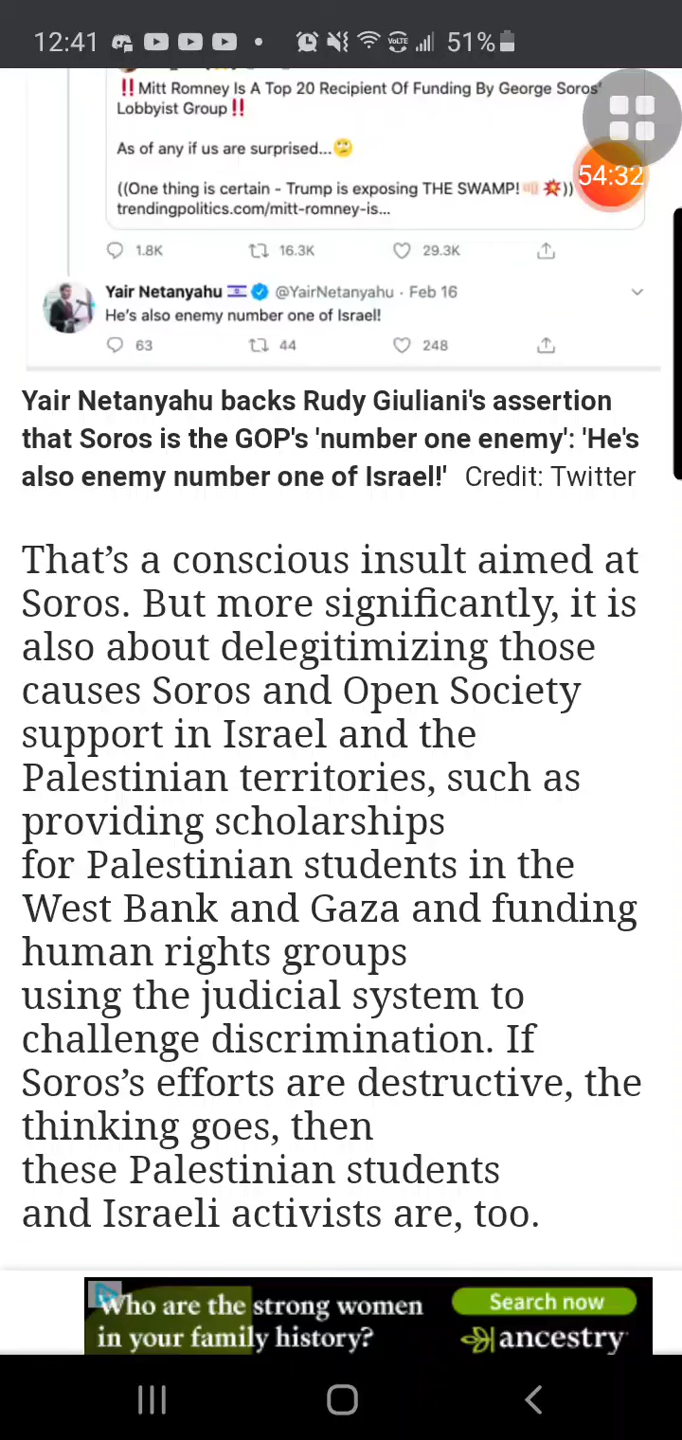 12:41
VoLTE
51%
‼Mitt Romney Is A Top 20 Recipient Of Funding By George Soros'
Lobbyist Group‼
As of any if us are surprised...🙄
((One thing is certain - Trump is exposing THE SWAMP!👊🏻💥))
54:32
trendingpolitics.com/mitt-romney-is...
1.8K 16.3K 29.3K
Yair Netanyahu @YairNetanyahu · Feb 16
He's also enemy number one of Israel!
63 44 248
Yair Netanyahu backs Rudy Giuliani's assertion
that Soros is the GOP's 'number one enemy': 'He's
also enemy number one of Israel!' Credit: Twitter
That’s a conscious insult aimed at
Soros. But more significantly, it is
also about delegitimizing those
causes Soros and Open Society
support in Israel and the
Palestinian territories, such as
providing scholarships
for Palestinian students in the
West Bank and Gaza and funding
human rights groups
using the judicial system to
challenge discrimination. If
Soros’s efforts are destructive, the
thinking goes, then
these Palestinian students
and Israeli activists are, too.
Who are the strong women
in your family history?
Search now
ancestry